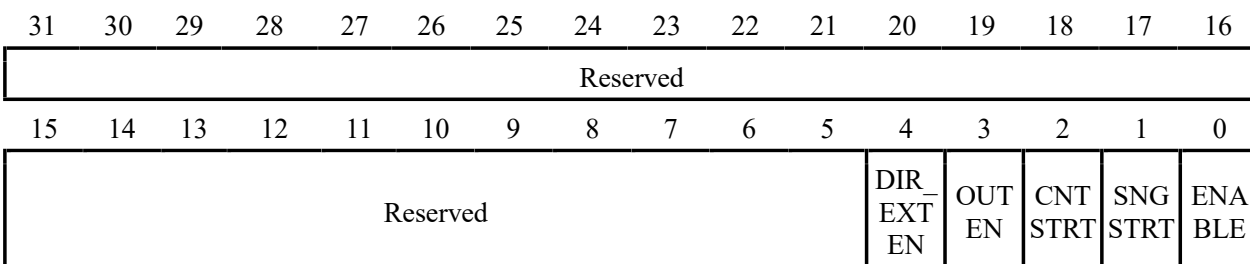 31 30 29 28 27 26 25 24 23 22 21 20 19 18 17 16
Reserved
15 14 13 12 11 10 9 8 7 6 5 4 3 2 1 0
Reserved
DIR_
EXT
EN
OUT
EN
CNT
STRT
SNG
STRT
ENA
BLE